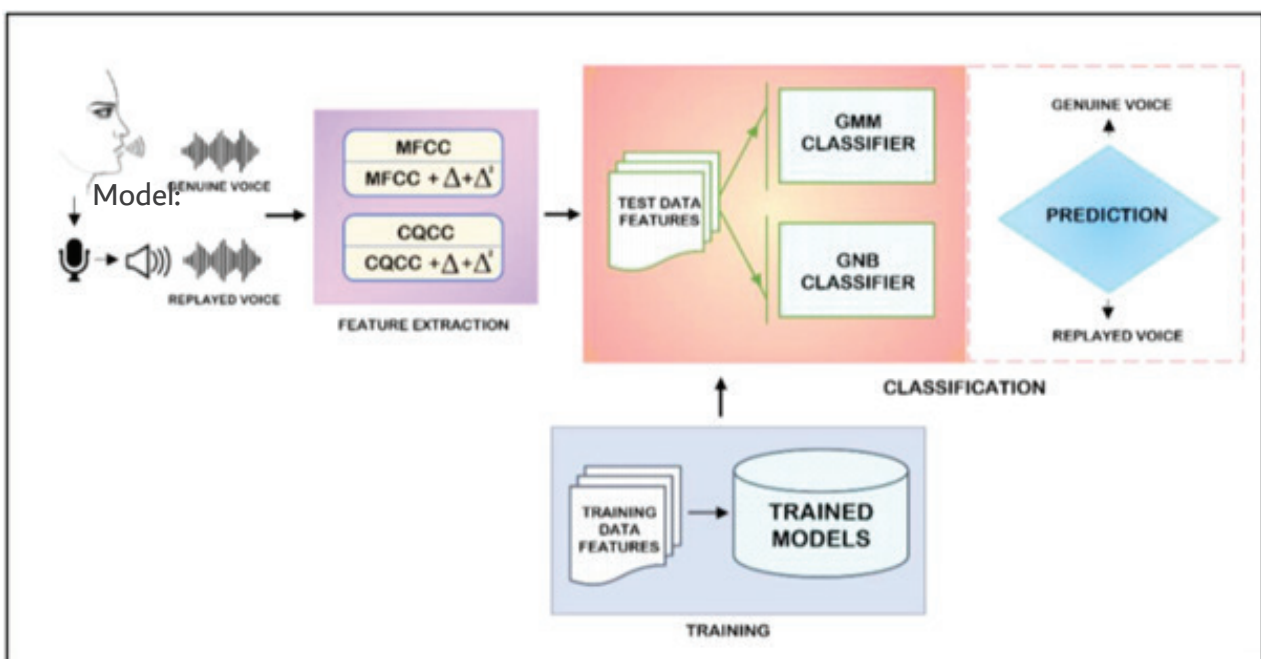 GENUINE VOICE
Model:
REPLAYED VOICE
MFCC
MFCC + Δ + Δ²
CQCC
CQCC + Δ + Δ²
FEATURE EXTRACTION
TEST DATA
FEATURES
GMM
CLASSIFIER
GNB
CLASSIFIER
GENUINE VOICE
PREDICTION
REPLAYED VOICE
CLASSIFICATION
TRAINING
DATA
FEATURES
TRAINED
MODELS
TRAINING